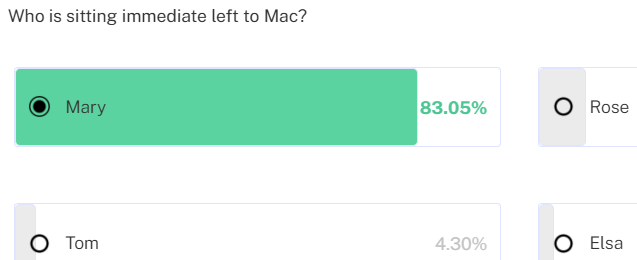 Who is sitting immediate left to Mac?
Mary 83.05% Rose
Tom 4.30% Elsa